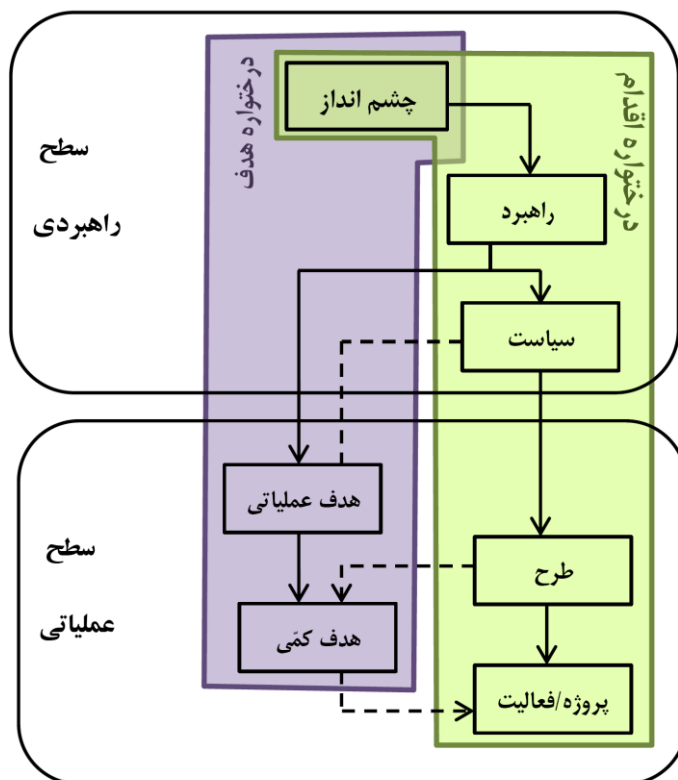 درختواره هدف
درختواره اقدام
چشم انداز
سطح
راهبردی
راهبرد
سیاست
هدف عملیاتی
سطح
عملیاتی
طرح
هدف کمّی
پروژه/فعالیت